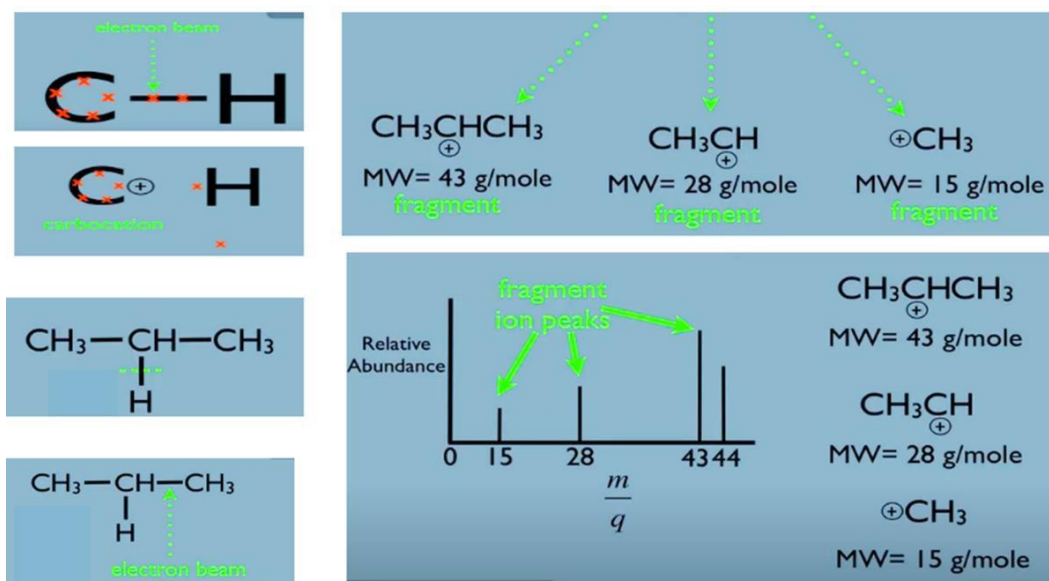 electron beam
C—H
C⊕ H
carbocation
CH₃—CH—CH₃
H
CH₃—CH—CH₃
H
electron beam
CH₃CHCH₃
⊕
MW= 43 g/mole
fragment
CH₃CH
⊕
MW= 28 g/mole
fragment
⊕CH₃
MW= 15 g/mole
fragment
fragment
ion peaks
Relative
Abundance
0 15 28 43 44
m
q
CH₃CHCH₃
⊕
MW= 43 g/mole
CH₃CH
⊕
MW= 28 g/mole
⊕CH₃
MW= 15 g/mole